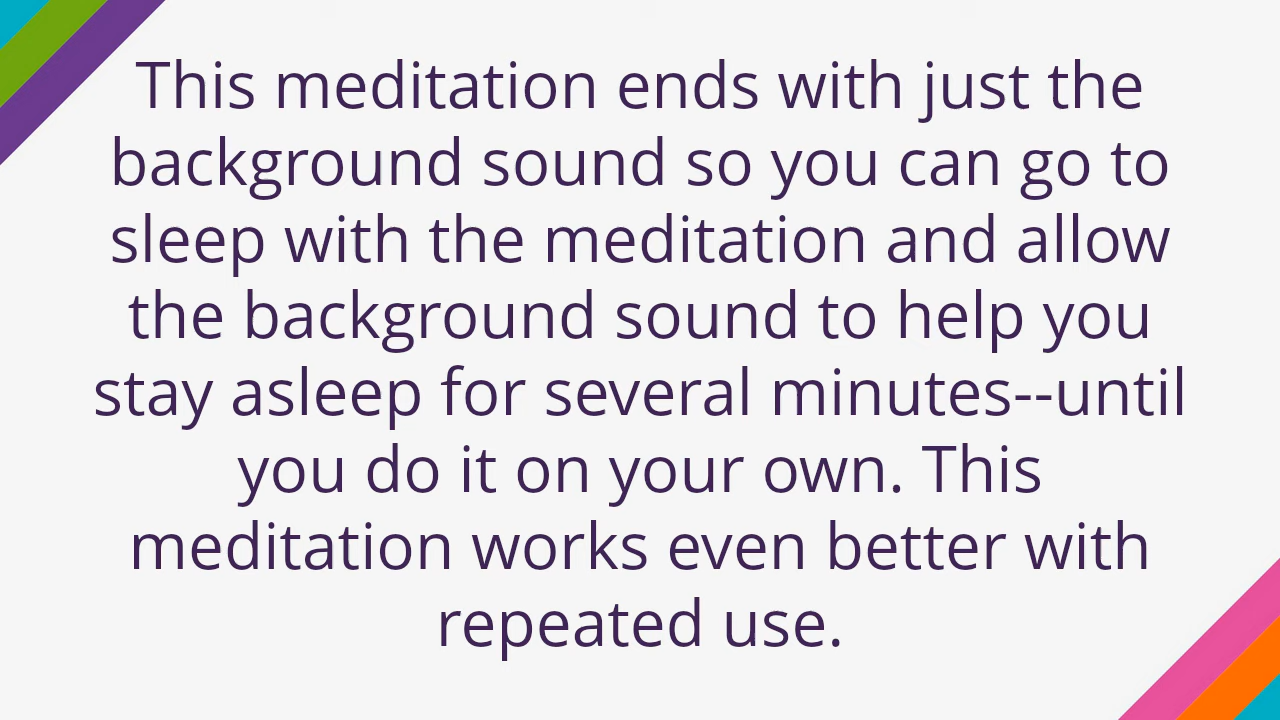 This meditation ends with just the
background sound so you can go to
sleep with the meditation and allow
the background sound to help you
stay asleep for several minutes--until
you do it on your own. This
meditation works even better with
repeated use.